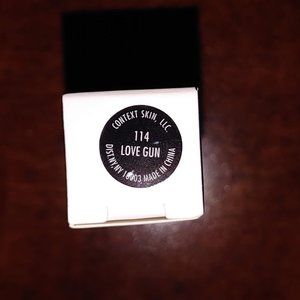 CONTEXT SKIN, LLC
114
LOVE GUN
DIST.NY,NY 10003 MADE IN CHINA